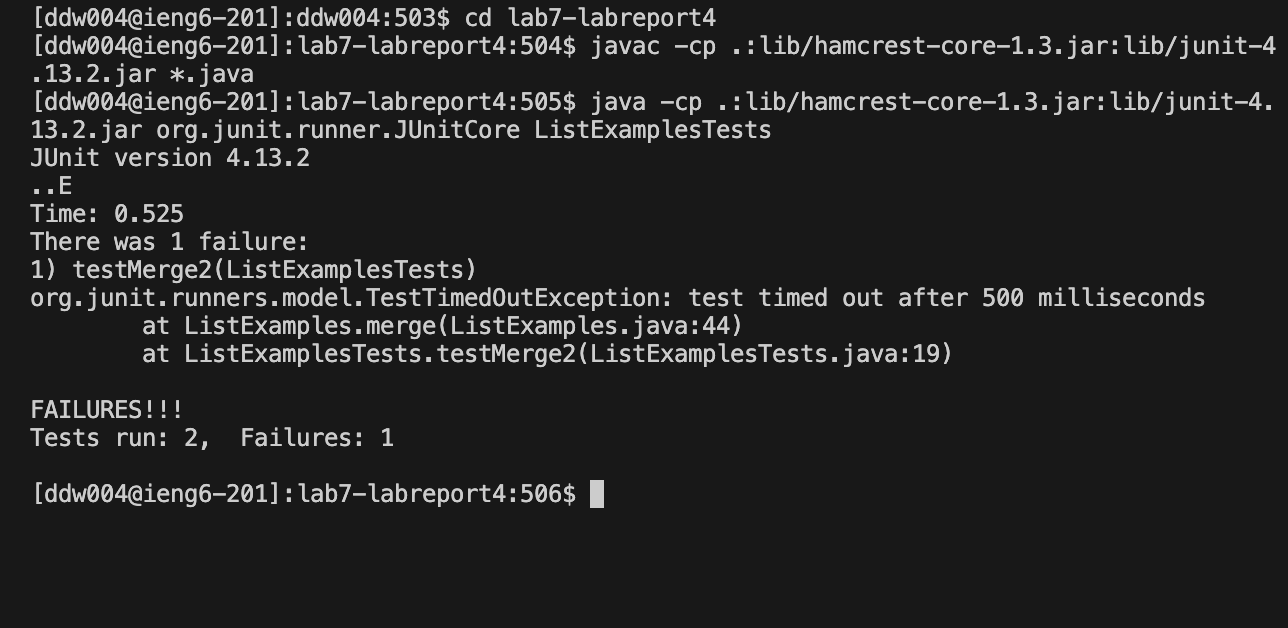 [ddw004@ieng6-201]:ddw004:503$ cd lab7-labreport4
[ddw004@ieng6-201]:lab7-labreport4:504$ javac -cp .:lib/hamcrest-core-1.3.jar:lib/junit-4
.13.2.jar *.java
[ddw004@ieng6-201]:lab7-labreport4:505$ java -cp .:lib/hamcrest-core-1.3.jar:lib/junit-4.
13.2.jar org.junit.runner.JUnitCore ListExamplesTests
JUnit version 4.13.2
..E
Time: 0.525
There was 1 failure:
1) testMerge2(ListExamplesTests)
org.junit.runners.model.TestTimedOutException: test timed out after 500 milliseconds
        at ListExamples.merge(ListExamples.java:44)
        at ListExamplesTests.testMerge2(ListExamplesTests.java:19)

FAILURES!!!
Tests run: 2,  Failures: 1

[ddw004@ieng6-201]:lab7-labreport4:506$